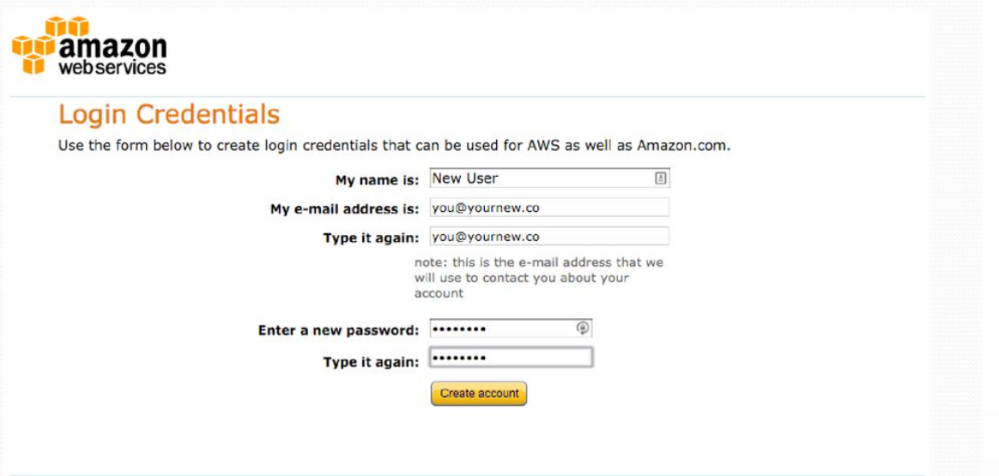 amazon
webservices
Login Credentials
Use the form below to create login credentials that can be used for AWS as well as Amazon.com.
My name is: New User
My e-mail address is: you@yournew.co
Type it again: you@yournew.co
note: this is the e-mail address that we
will use to contact you about your
account
Enter a new password: ••••••••
Type it again: ••••••••
Create account